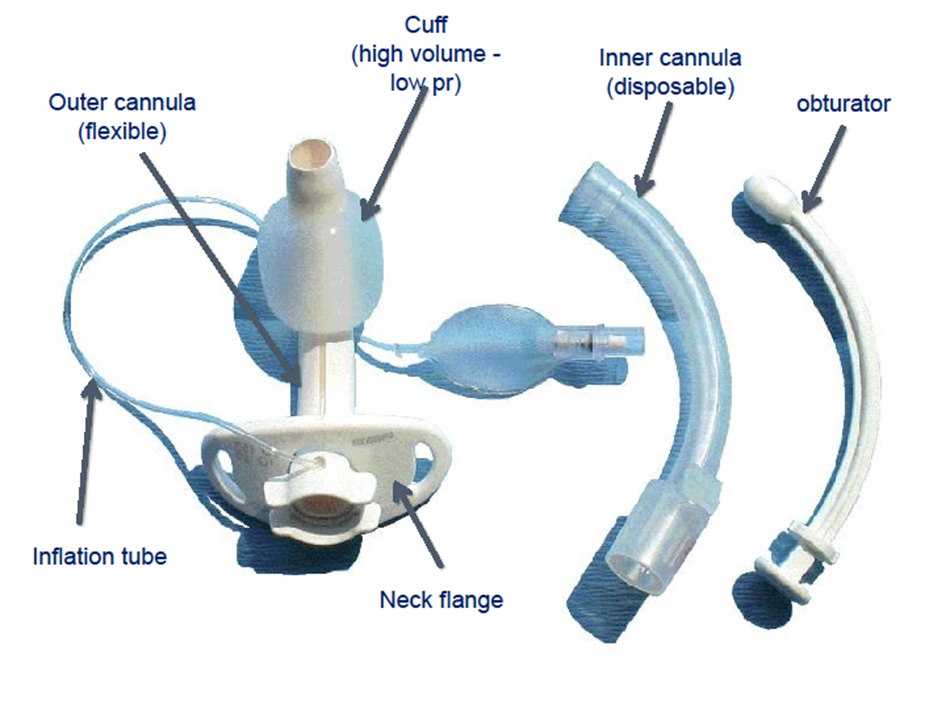 Cuff
(high volume -
low pr)
Inner cannula
(disposable)
Outer cannula
(flexible)
obturator
Inflation tube
Neck flange